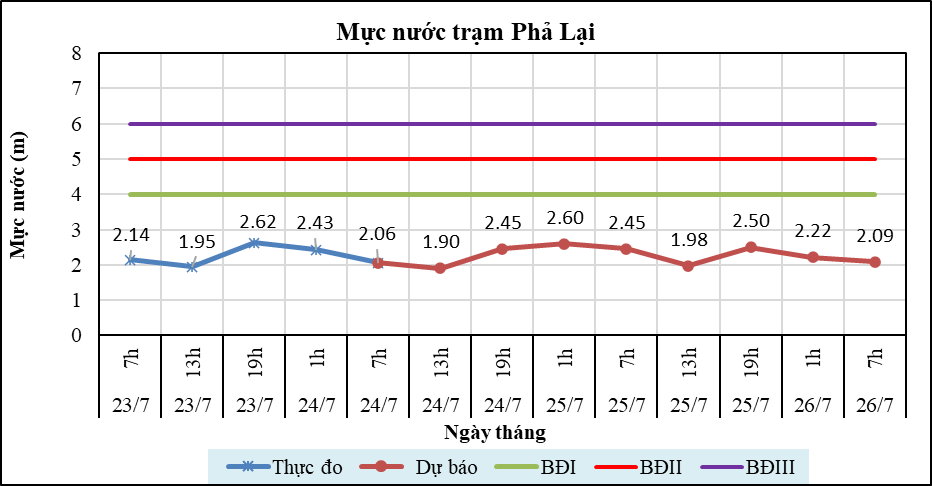 Mực nước trạm Phả Lại
Mực nước (m)
8
7
6
5
4
3
2
1
0
2.14 1.95 2.62 2.43 2.06 1.90 2.45 2.60 2.45 1.98 2.50 2.22 2.09
7h 13h 19h 1h 7h 13h 19h 1h 7h 13h 19h 1h 7h
23/7 23/7 23/7 24/7 24/7 24/7 24/7 25/7 25/7 25/7 25/7 26/7 26/7
Ngày tháng
Thực đo Dự báo BĐI BĐII BĐIII